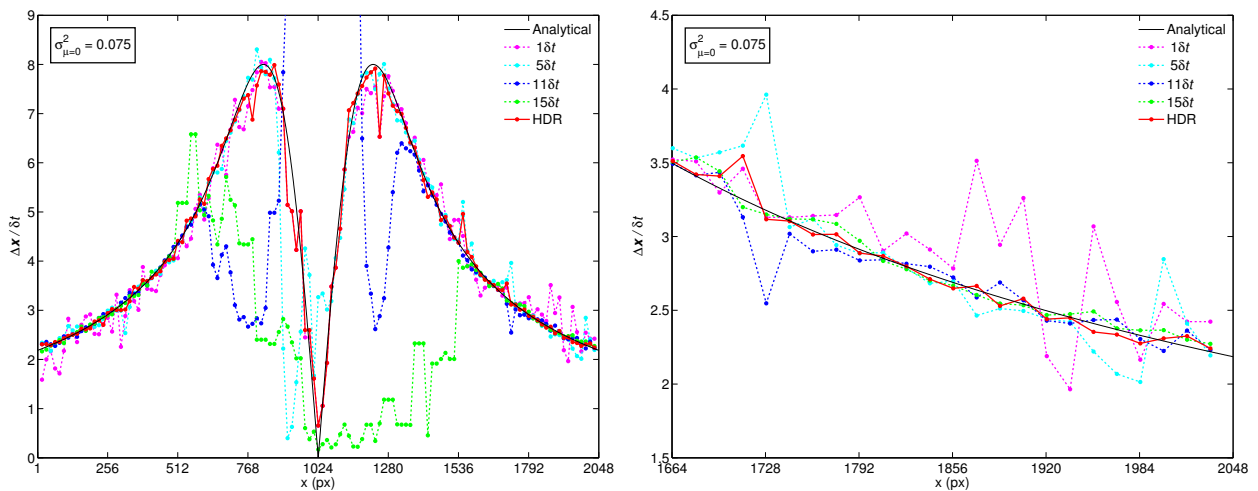 9
8
7
6
5
4
3
2
1
0
Δx / δt
σ²μ=0 = 0.075
Analytical
1δt
5δt
11δt
15δt
HDR
1 256 512 768 1024 1280 1536 1792 2048
x (px)
4.5
4
3.5
3
2.5
2
1.5
Δx / δt
σ²μ=0 = 0.075
Analytical
1δt
5δt
11δt
15δt
HDR
1664 1728 1792 1856 1920 1984 2048
x (px)